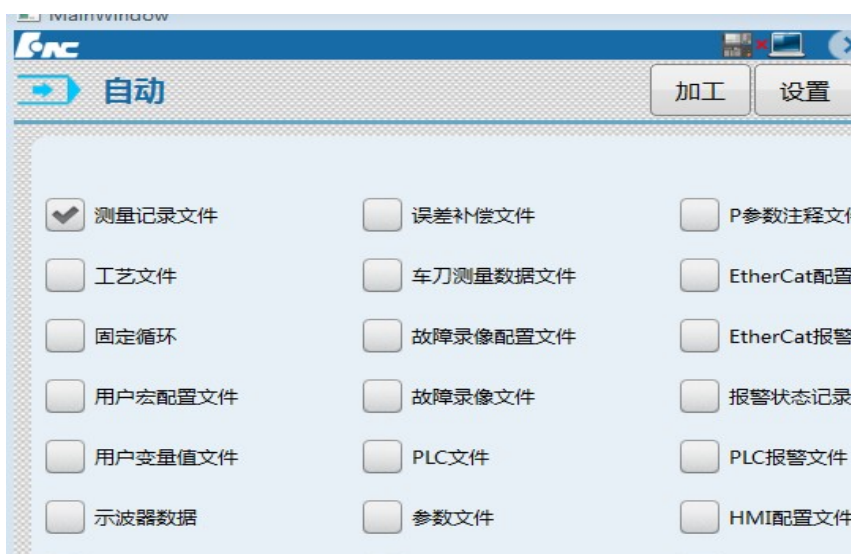 MainWindow
自动
加工 设置
测量记录文件 误差补偿文件 P参数注释文件
工艺文件 车刀测量数据文件 EtherCat配置
固定循环 故障录像配置文件 EtherCat报警
用户宏配置文件 故障录像文件 报警状态记录
用户变量值文件 PLC文件 PLC报警文件
示波器数据 参数文件 HMI配置文件